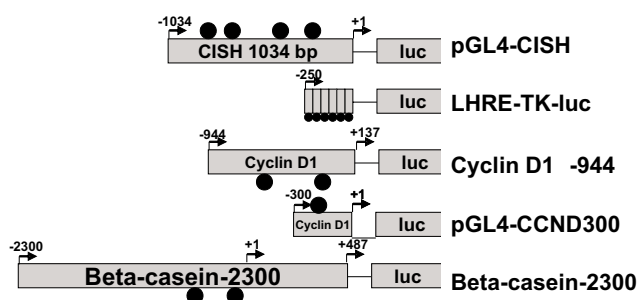 -1034 +1
CISH 1034 bp luc pGL4-CISH
-250
luc LHRE-TK-luc
-944 +137
Cyclin D1 luc Cyclin D1 -944
-300 +1
Cyclin D1 luc pGL4-CCND300
-2300 +1 +487
Beta-casein-2300 luc Beta-casein-2300